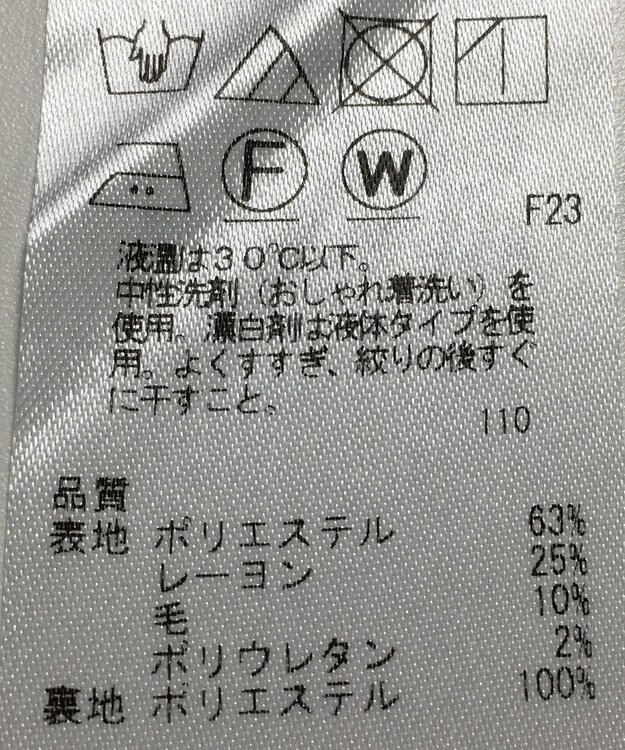 F W
F23
液温は30℃以下。
中性洗剤（おしゃれ着洗い）を
使用。漂白剤は液体タイプを使
用。よくすすぎ、絞りの後すぐ
に干すこと。
110
品質
表地 ポリエステル 63%
レーヨン 25%
毛 10%
ポリウレタン 2%
裏地 ポリエステル 100%